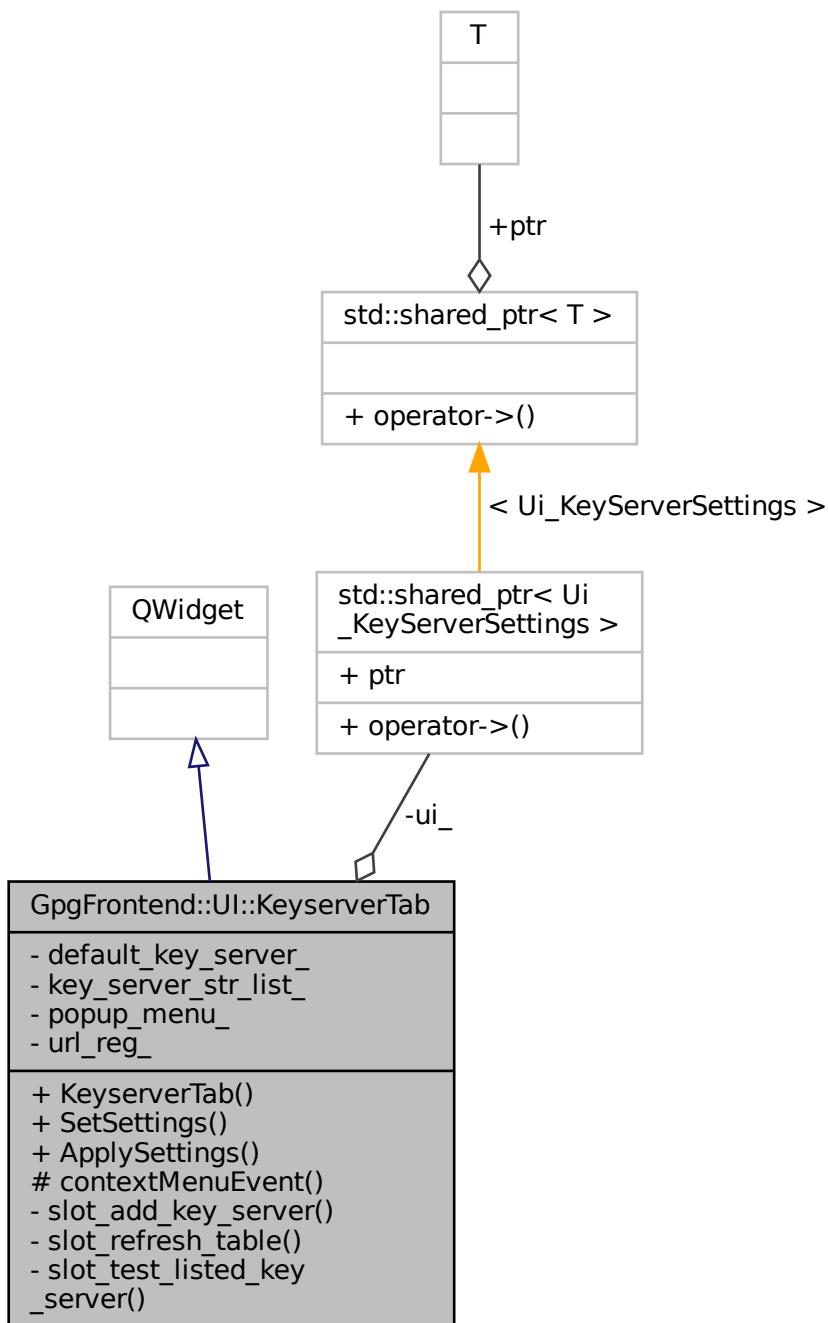 T
+ptr
std::shared_ptr< T >
+ operator->()
< Ui_KeyServerSettings >
QWidget
std::shared_ptr< Ui
_KeyServerSettings >
+ ptr
+ operator->()
-ui_
GpgFrontend::UI::KeyserverTab
- default_key_server_
- key_server_str_list_
- popup_menu_
- url_reg_
+ KeyserverTab()
+ SetSettings()
+ ApplySettings()
# contextMenuEvent()
- slot_add_key_server()
- slot_refresh_table()
- slot_test_listed_key
_server()